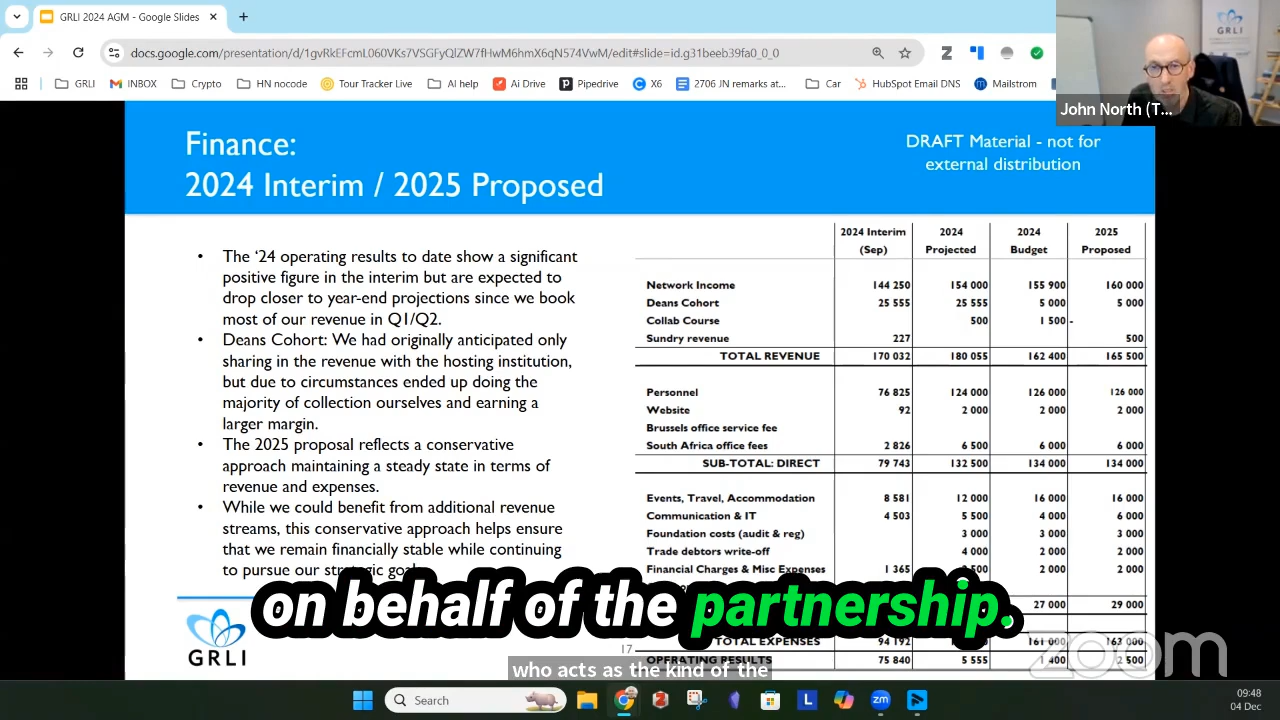 GRLI 2024 AGM - Google Slides
docs.google.com/presentation/d/1gvRkEFcmL060VKs7VSGFyQlZW7fHwM6hmX6qN574VwM/edit#slide=id.g31beeb39fa0_0_0
GRLI
INBOX
Crypto
HN nocode
Tour Tracker Live
AI help
Ai Drive
Pipedrive
X6
2706 JN remarks at...
Car
HubSpot Email DNS
Mailstrom
GRLI
John North (T...
Finance:
2024 Interim / 2025 Proposed
DRAFT Material - not for
external distribution
• The ‘24 operating results to date show a significant
positive figure in the interim but are expected to
drop closer to year-end projections since we book
most of our revenue in Q1/Q2.
• Deans Cohort: We had originally anticipated only
sharing in the revenue with the hosting institution,
but due to circumstances ended up doing the
majority of collection ourselves and earning a
larger margin.
• The 2025 proposal reflects a conservative
approach maintaining a steady state in terms of
revenue and expenses.
• While we could benefit from additional revenue
streams, this conservative approach helps ensure
that we remain financially stable while continuing
to pursue our strategic
2024 Interim 2024 2024 2025
(Sep) Projected Budget Proposed
Network Income 144 250 154 000 155 900 160 000
Deans Cohort 25 555 25 555 5 000 5 000
Collab Course 500 1 500 -
Sundry revenue 227 500
TOTAL REVENUE 170 032 180 055 162 400 165 500
Personnel 76 825 124 000 126 000 126 000
Website 92 2 000 2 000 2 000
Brussels office service fee
South Africa office fees 2 826 6 500 6 000 6 000
SUB-TOTAL: DIRECT 79 743 132 500 134 000 134 000
Events, Travel, Accommodation 8 581 12 000 16 000 16 000
Communication & IT 4 503 5 500 4 000 6 000
Foundation costs (audit & reg) 3 000 3 000 3 000
Trade debtors write-off 4 000 2 000 2 000
Financial Charges & Misc Expenses 1 365 2 000 2 000
27 000 29 000
TOTAL EXPENSES 94 192 161 000 163 000
OPERATING RESULTS 75 840 5 555 1 400 2 500
on behalf of the partnership.
who acts as the kind of the
GRLI
17
zoom
Search
09:48
04 Dec